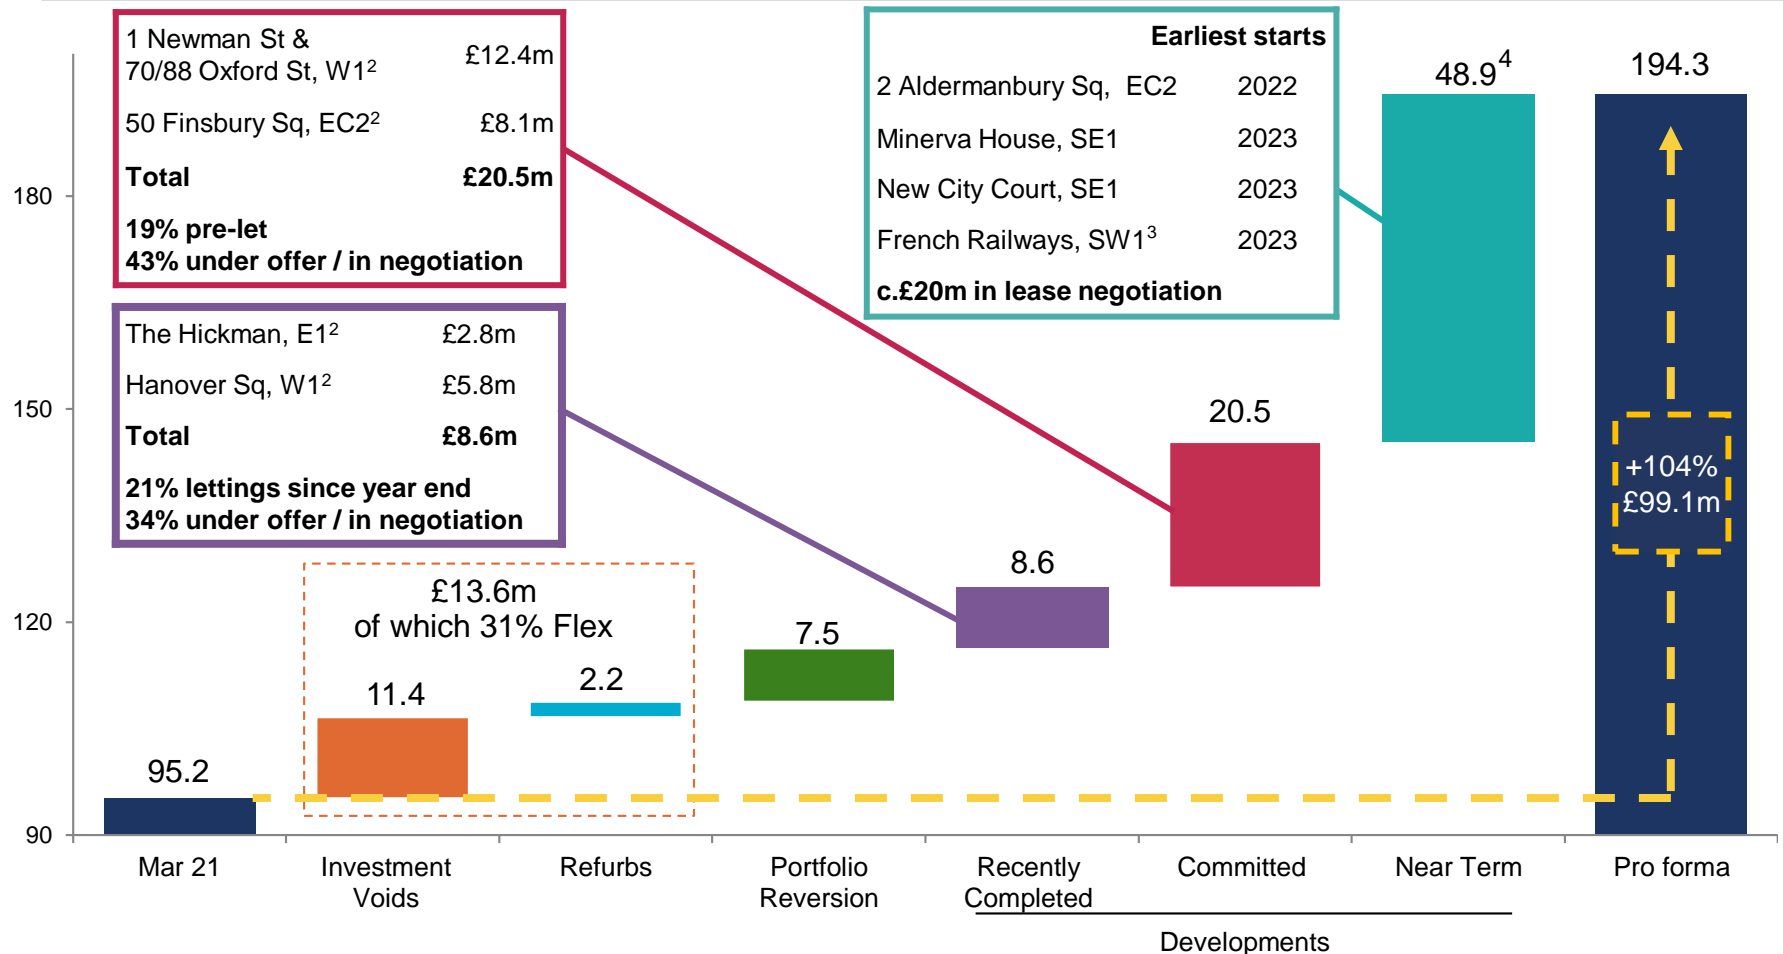 1 Newman St &
70/88 Oxford St, W1² £12.4m
50 Finsbury Sq, EC2² £8.1m
Total £20.5m
19% pre-let
43% under offer / in negotiation
The Hickman, E1² £2.8m
Hanover Sq, W1² £5.8m
Total £8.6m
21% lettings since year end
34% under offer / in negotiation
Earliest starts
2 Aldermanbury Sq, EC2 2022
Minerva House, SE1 2023
New City Court, SE1 2023
French Railways, SW1³ 2023
c.£20m in lease negotiation
180
150
120
90
£13.6m
of which 31% Flex
95.2
11.4
2.2
7.5
8.6
20.5
48.9⁴
194.3
+104%
£99.1m
Mar 21
Investment
Voids
Refurbs
Portfolio
Reversion
Recently
Completed
Committed
Near Term
Pro forma
Developments